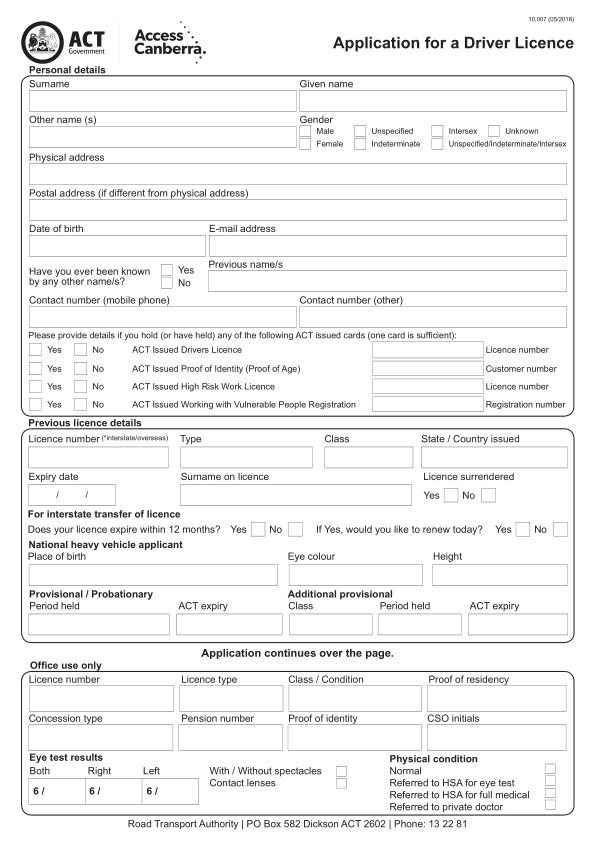 10.007 (05/2018)
ACT
Government
Access
Canberra.
Application for a Driver Licence
Personal details
Surname
Given name
Other name (s)
Gender
Male Unspecified Intersex Unknown
Female Indeterminate Unspecified/Indeterminate/Intersex
Physical address
Postal address (if different from physical address)
Date of birth
E-mail address
Have you ever been known
by any other name/s?
Yes
No
Previous name/s
Contact number (mobile phone)
Contact number (other)
Please provide details if you hold (or have held) any of the following ACT issued cards (one card is sufficient):
Yes No ACT Issued Drivers Licence Licence number
Yes No ACT Issued Proof of Identity (Proof of Age) Customer number
Yes No ACT Issued High Risk Work Licence Licence number
Yes No ACT Issued Working with Vulnerable People Registration Registration number
Previous licence details
Licence number (*interstate/overseas) Type Class State / Country issued
Expiry date Surname on licence Licence surrendered
/ / Yes No
For interstate transfer of licence
Does your licence expire within 12 months? Yes No If Yes, would you like to renew today? Yes No
National heavy vehicle applicant
Place of birth Eye colour Height
Provisional / Probationary Additional provisional
Period held ACT expiry Class Period held ACT expiry
Application continues over the page.
Office use only
Licence number Licence type Class / Condition Proof of residency
Concession type Pension number Proof of identity CSO initials
Eye test results
Both Right Left
6 / 6 / 6 /
With / Without spectacles
Contact lenses
Physical condition
Normal
Referred to HSA for eye test
Referred to HSA for full medical
Referred to private doctor
Road Transport Authority | PO Box 582 Dickson ACT 2602 | Phone: 13 22 81